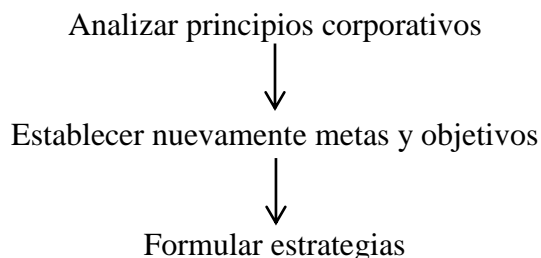 Analizar principios corporativos
Establecer nuevamente metas y objetivos
Formular estrategias